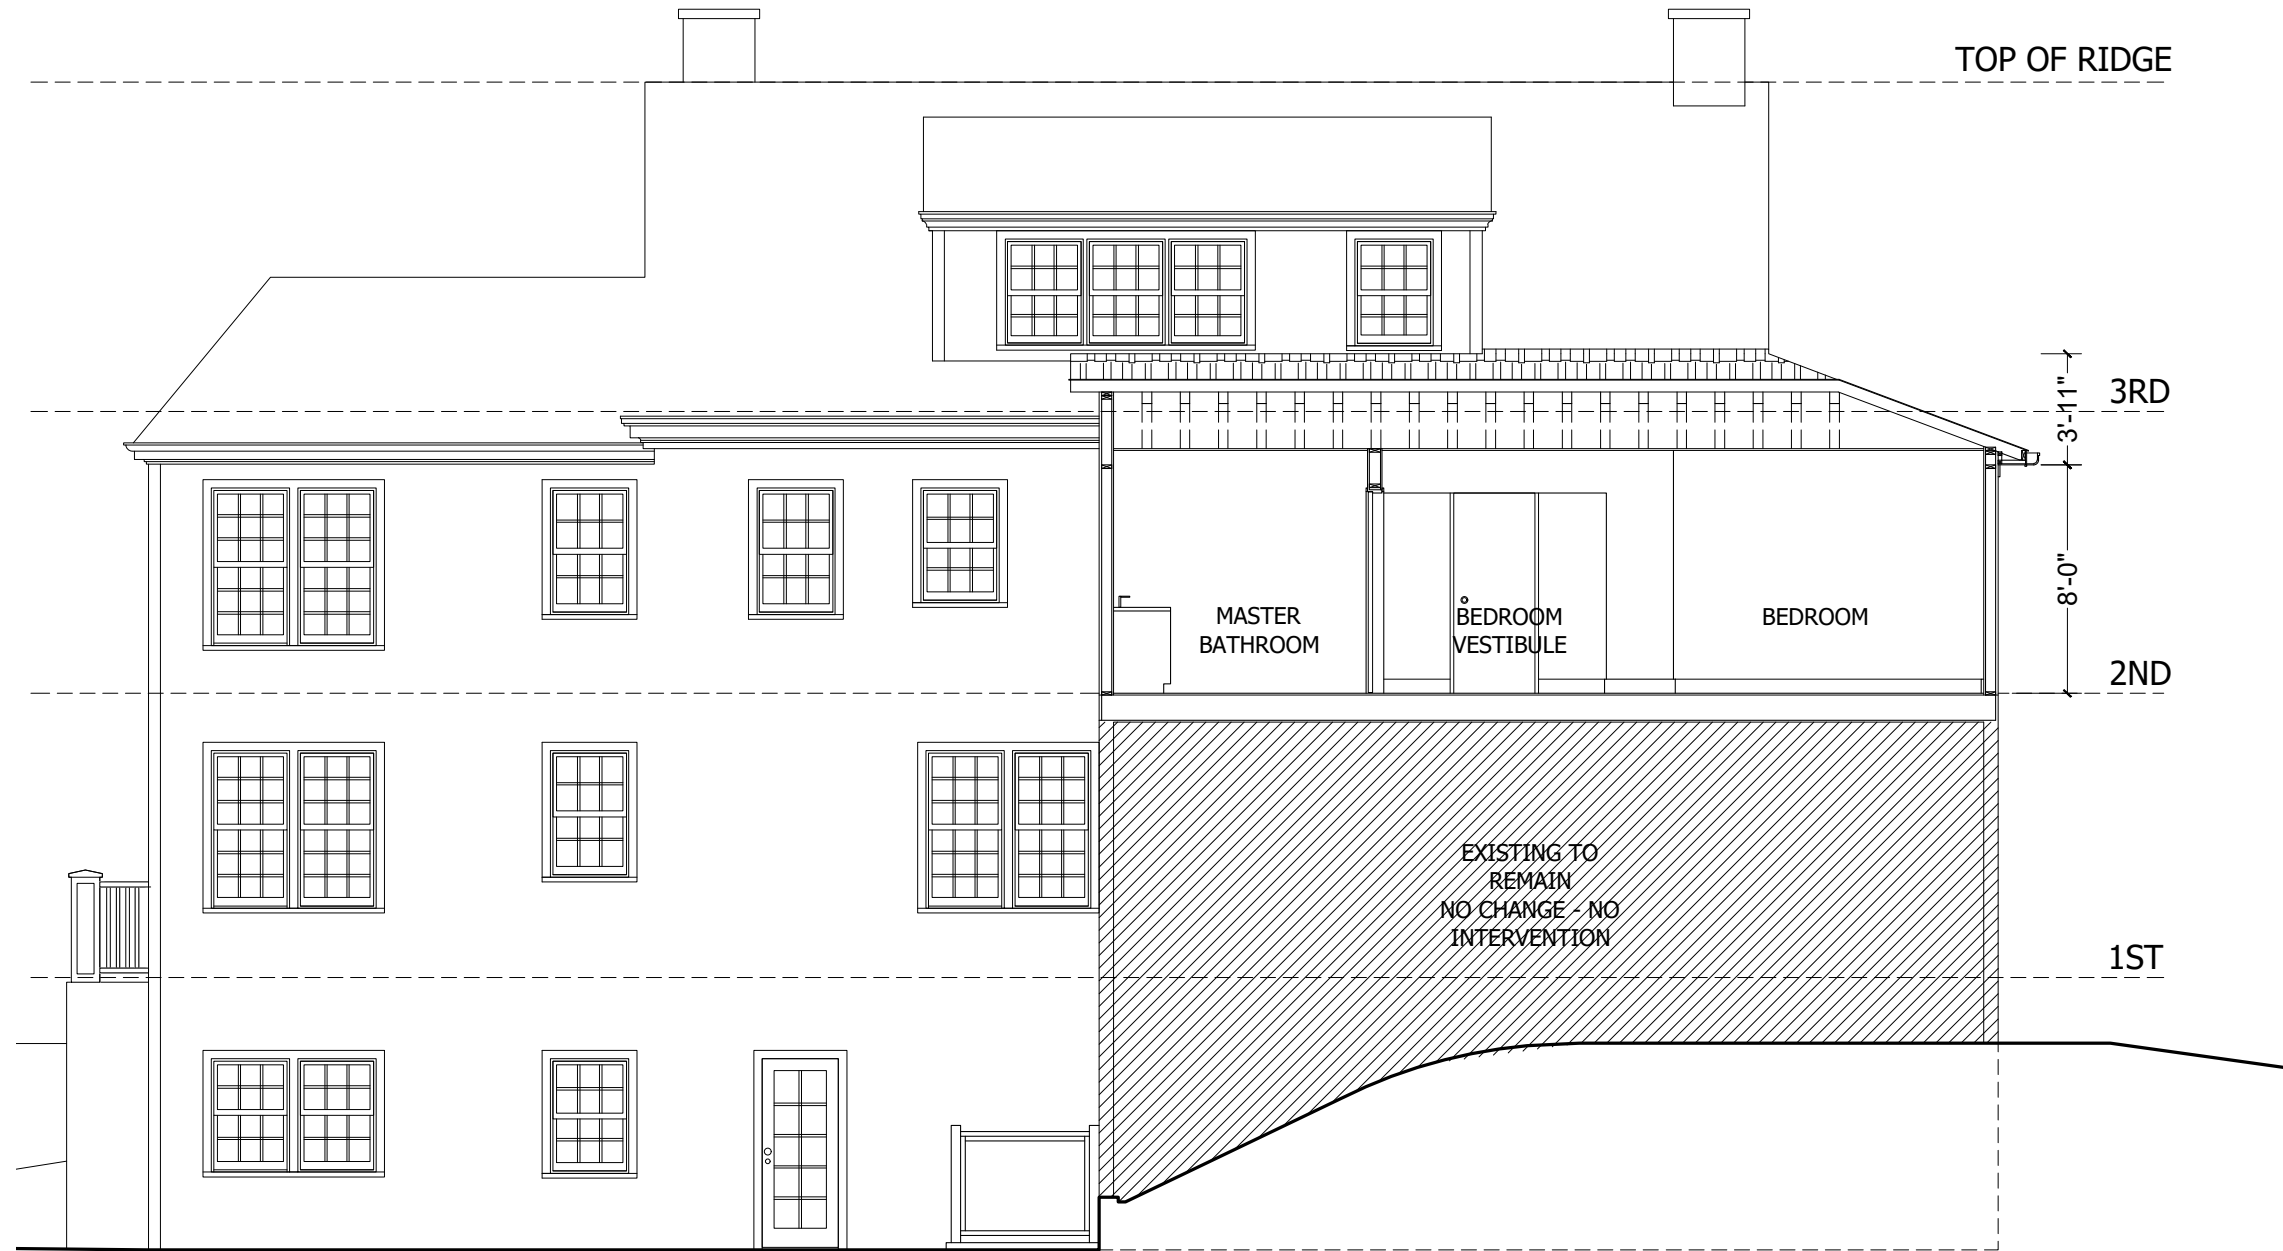 TOP OF RIDGE
3RD
3'-11"
8'-0"
MASTER
BATHROOM
BEDROOM
VESTIBULE
BEDROOM
2ND
EXISTING TO
REMAIN
NO CHANGE - NO
INTERVENTION
1ST